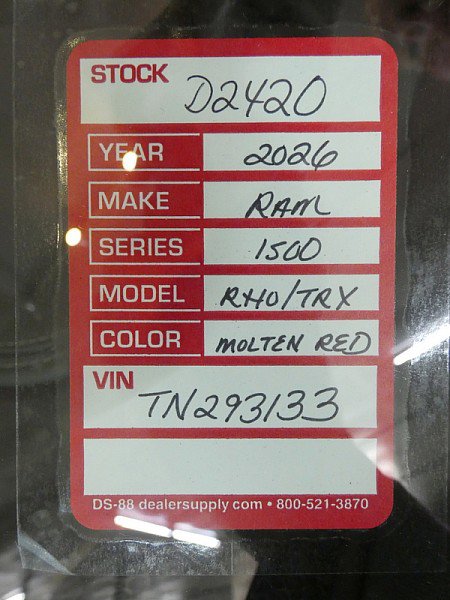 STOCK D2420
YEAR 2026
MAKE RAM
SERIES 1500
MODEL RHO/TRX
COLOR MOLTEN RED
VIN
TN293133
DS-88 dealersupply.com • 800-521-3870